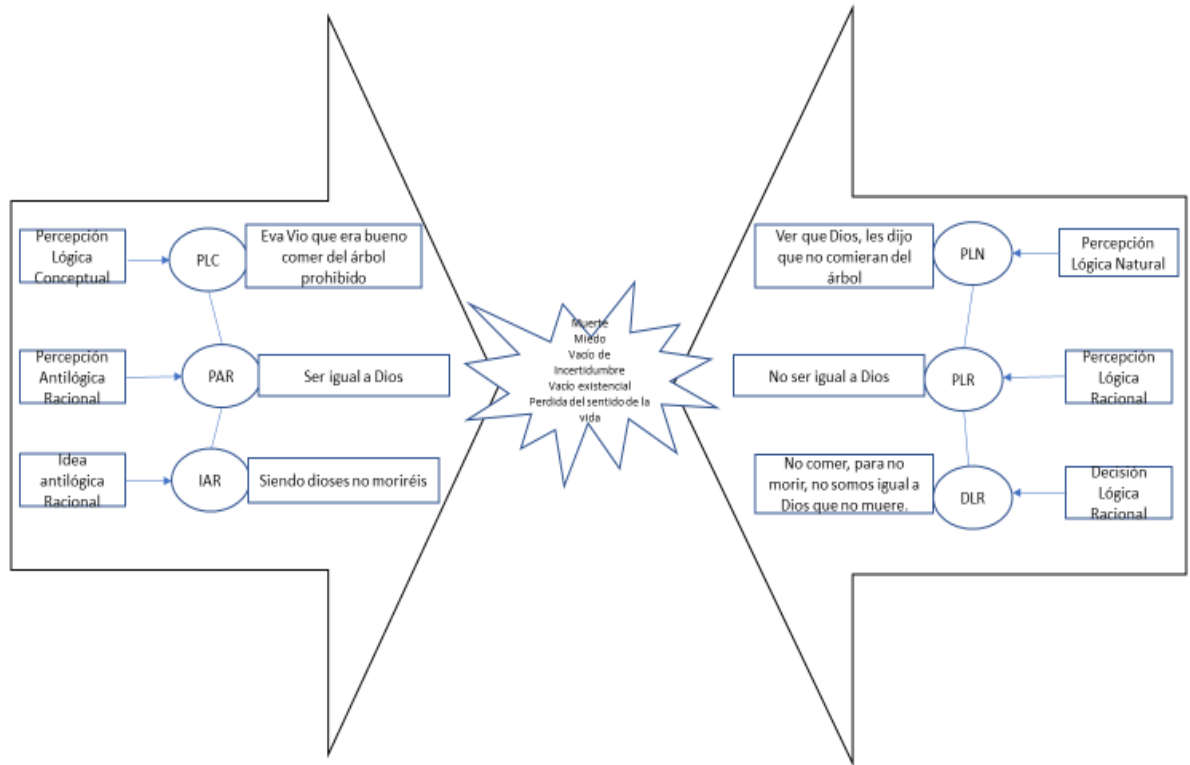 Percepción
Lógica
Conceptual
PLC
Eva Vio que era bueno
comer del árbol
prohibido
Percepción
Antilógica
Racional
PAR
Ser igual a Dios
Idea
antilógica
Racional
IAR
Siendo dioses no moriréis
Muerte
Miedo
Vacío de
Incertidumbre
Vacío existencial
Perdida del sentido de la
vida
Ver que Dios, les dijo
que no comieran del
árbol
PLN
Percepción
Lógica Natural
No ser igual a Dios
PLR
Percepción
Lógica
Racional
No comer, para no
morir, no somos igual a
Dios que no muere.
DLR
Decisión
Lógica
Racional